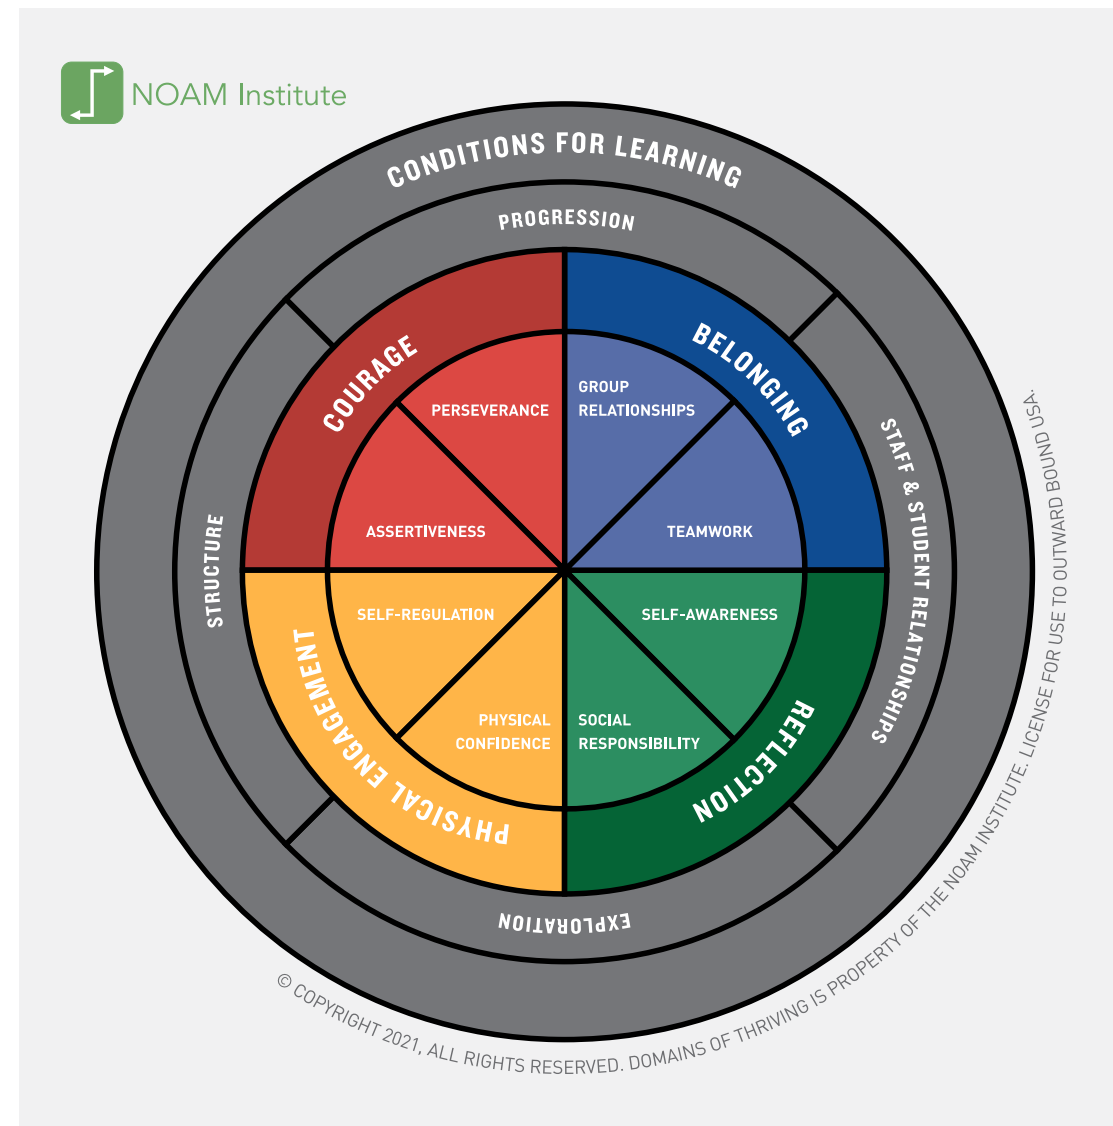 NOAM Institute
CONDITIONS FOR LEARNING
PROGRESSION
STRUCTURE
STAFF & STUDENT RELATIONSHIPS
EXPLORATION
COURAGE
BELONGING
PHYSICAL ENGAGEMENT
REFLECTION
PERSEVERANCE
ASSERTIVENESS
GROUP
RELATIONSHIPS
TEAMWORK
SELF-REGULATION
PHYSICAL
CONFIDENCE
SELF-AWARENESS
SOCIAL
RESPONSIBILITY
© COPYRIGHT 2021, ALL RIGHTS RESERVED. DOMAINS OF THRIVING IS PROPERTY OF THE NOAM INSTITUTE. LICENSE FOR USE TO OUTWARD BOUND USA.